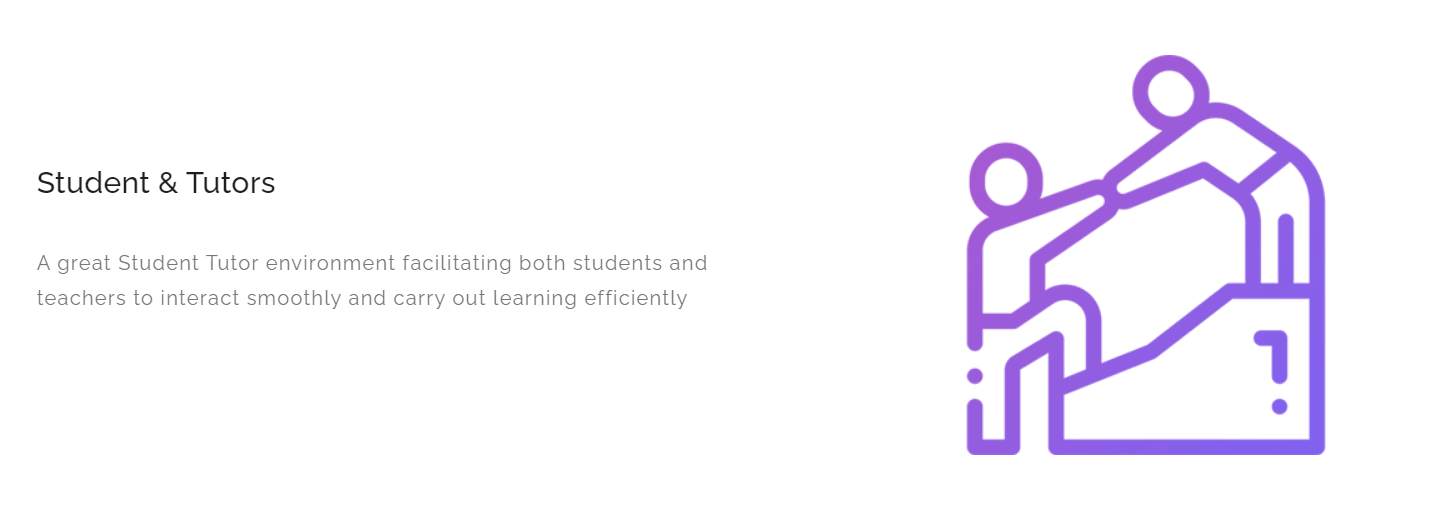 Student & Tutors
A great Student Tutor environment facilitating both students and
teachers to interact smoothly and carry out learning efficiently